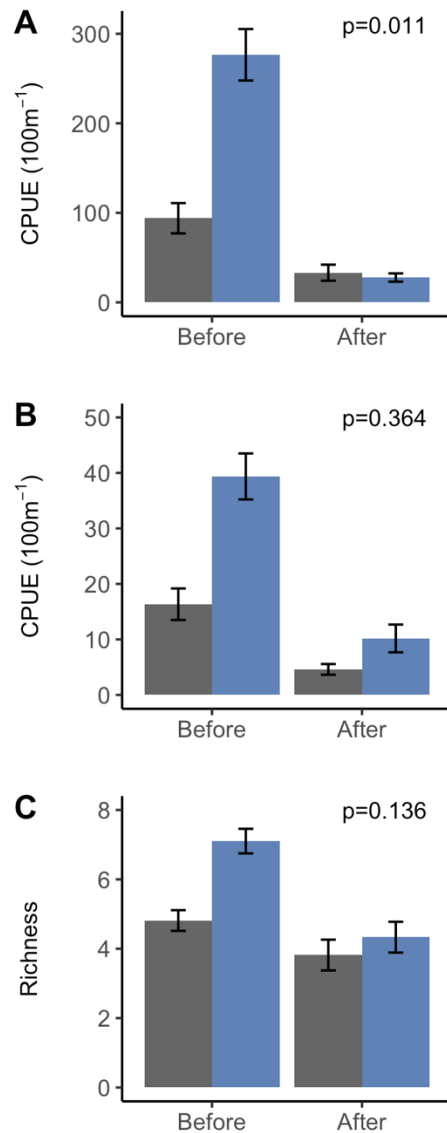 A
p=0.011
CPUE (100m⁻¹)
300
200
100
0
Before After
B
p=0.364
CPUE (100m⁻¹)
50
40
30
20
10
0
Before After
C
p=0.136
Richness
8
6
4
2
0
Before After